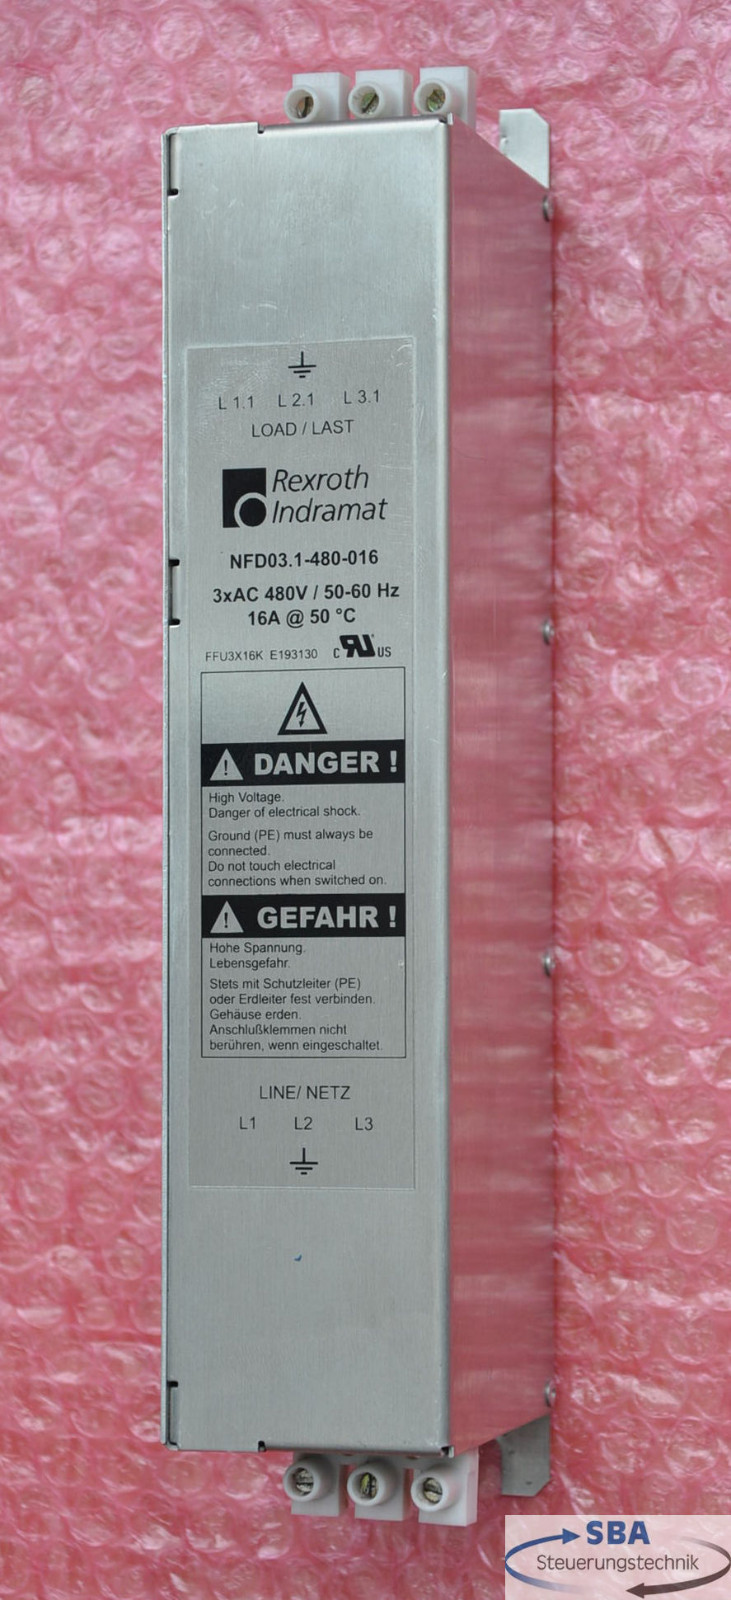 L 1.1 L 2.1 L 3.1
LOAD / LAST
Rexroth
Indramat
NFD03.1-480-016
3xAC 480V / 50-60 Hz
16A @ 50 °C
FFU3X16K E193130 c RU US
DANGER !
High Voltage.
Danger of electrical shock.
Ground (PE) must always be
connected.
Do not touch electrical
connections when switched on.
GEFAHR !
Hohe Spannung.
Lebensgefahr.
Stets mit Schutzleiter (PE)
oder Erdleiter fest verbinden.
Gehäuse erden.
Anschlußklemmen nicht
berühren, wenn eingeschaltet.
LINE/ NETZ
L1 L2 L3
SBA
Steuerungstechnik